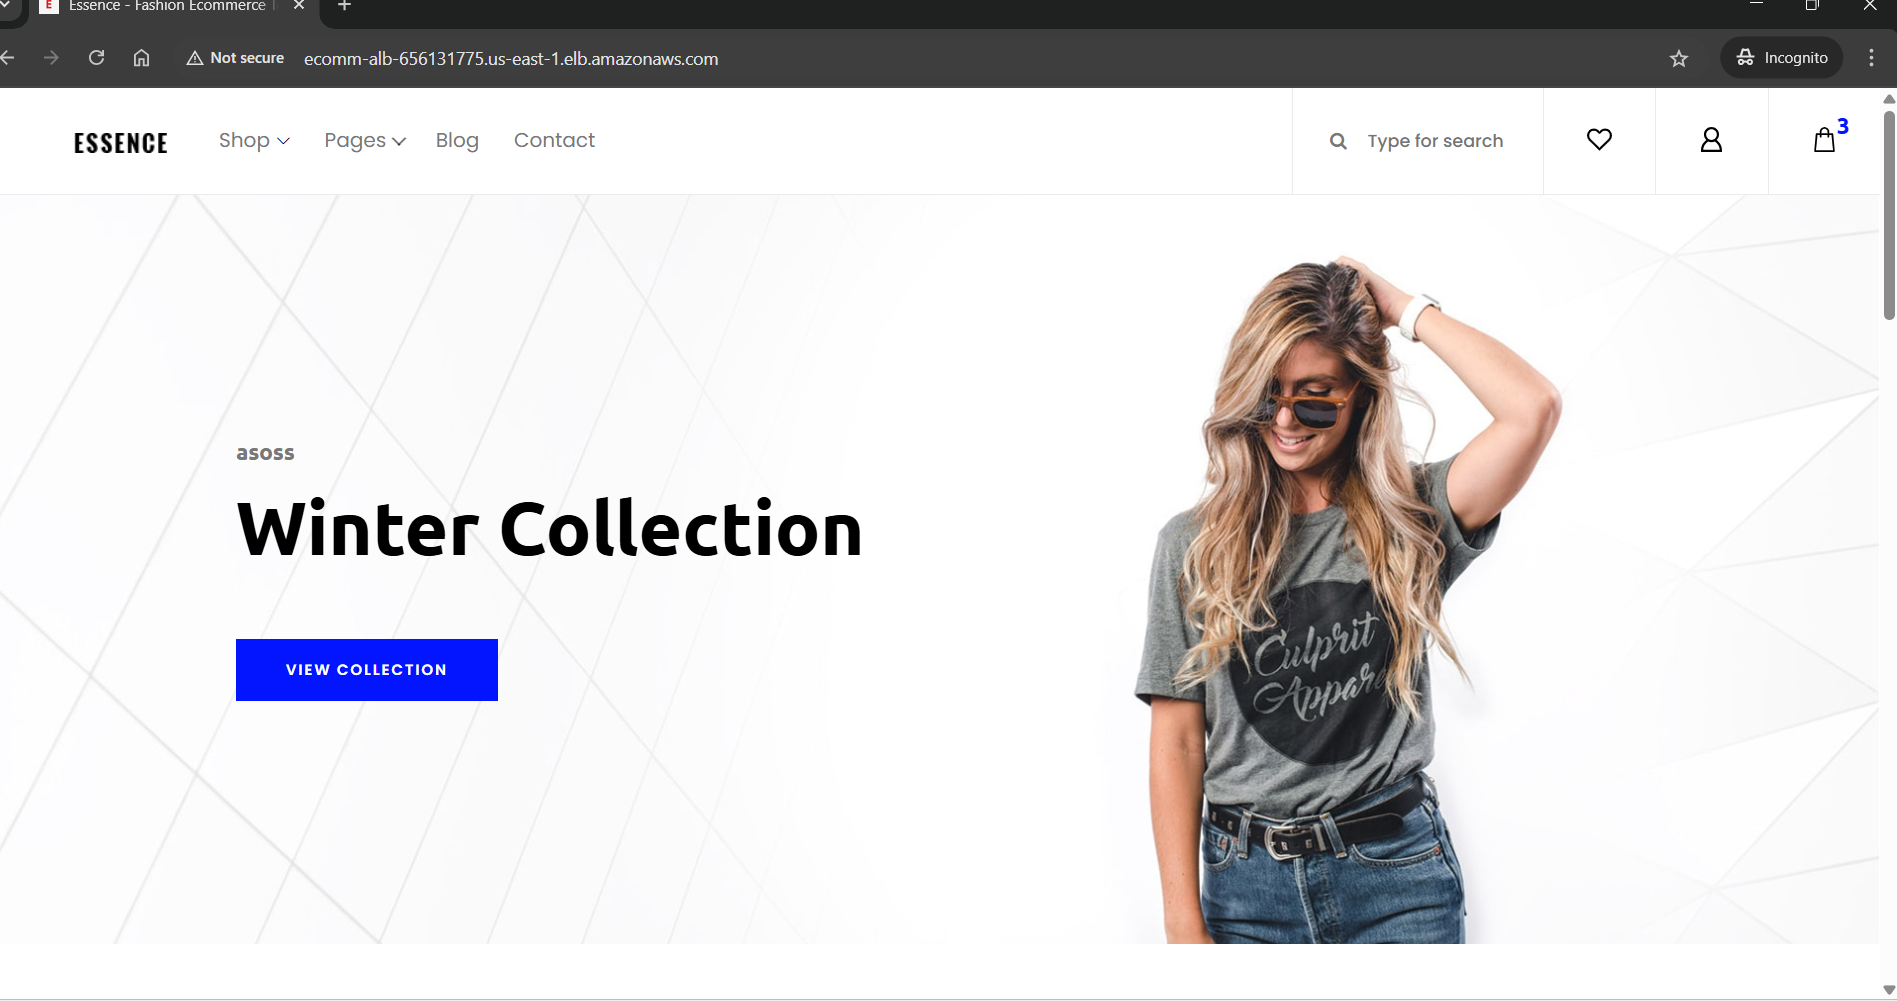 Essence - Fashion Ecommerce
Not secure
ecomm-alb-656131775.us-east-1.elb.amazonaws.com
Incognito
ESSENCE
Shop
Pages
Blog
Contact
Type for search
3
asoss
Winter Collection
VIEW COLLECTION
Culprit
Appare